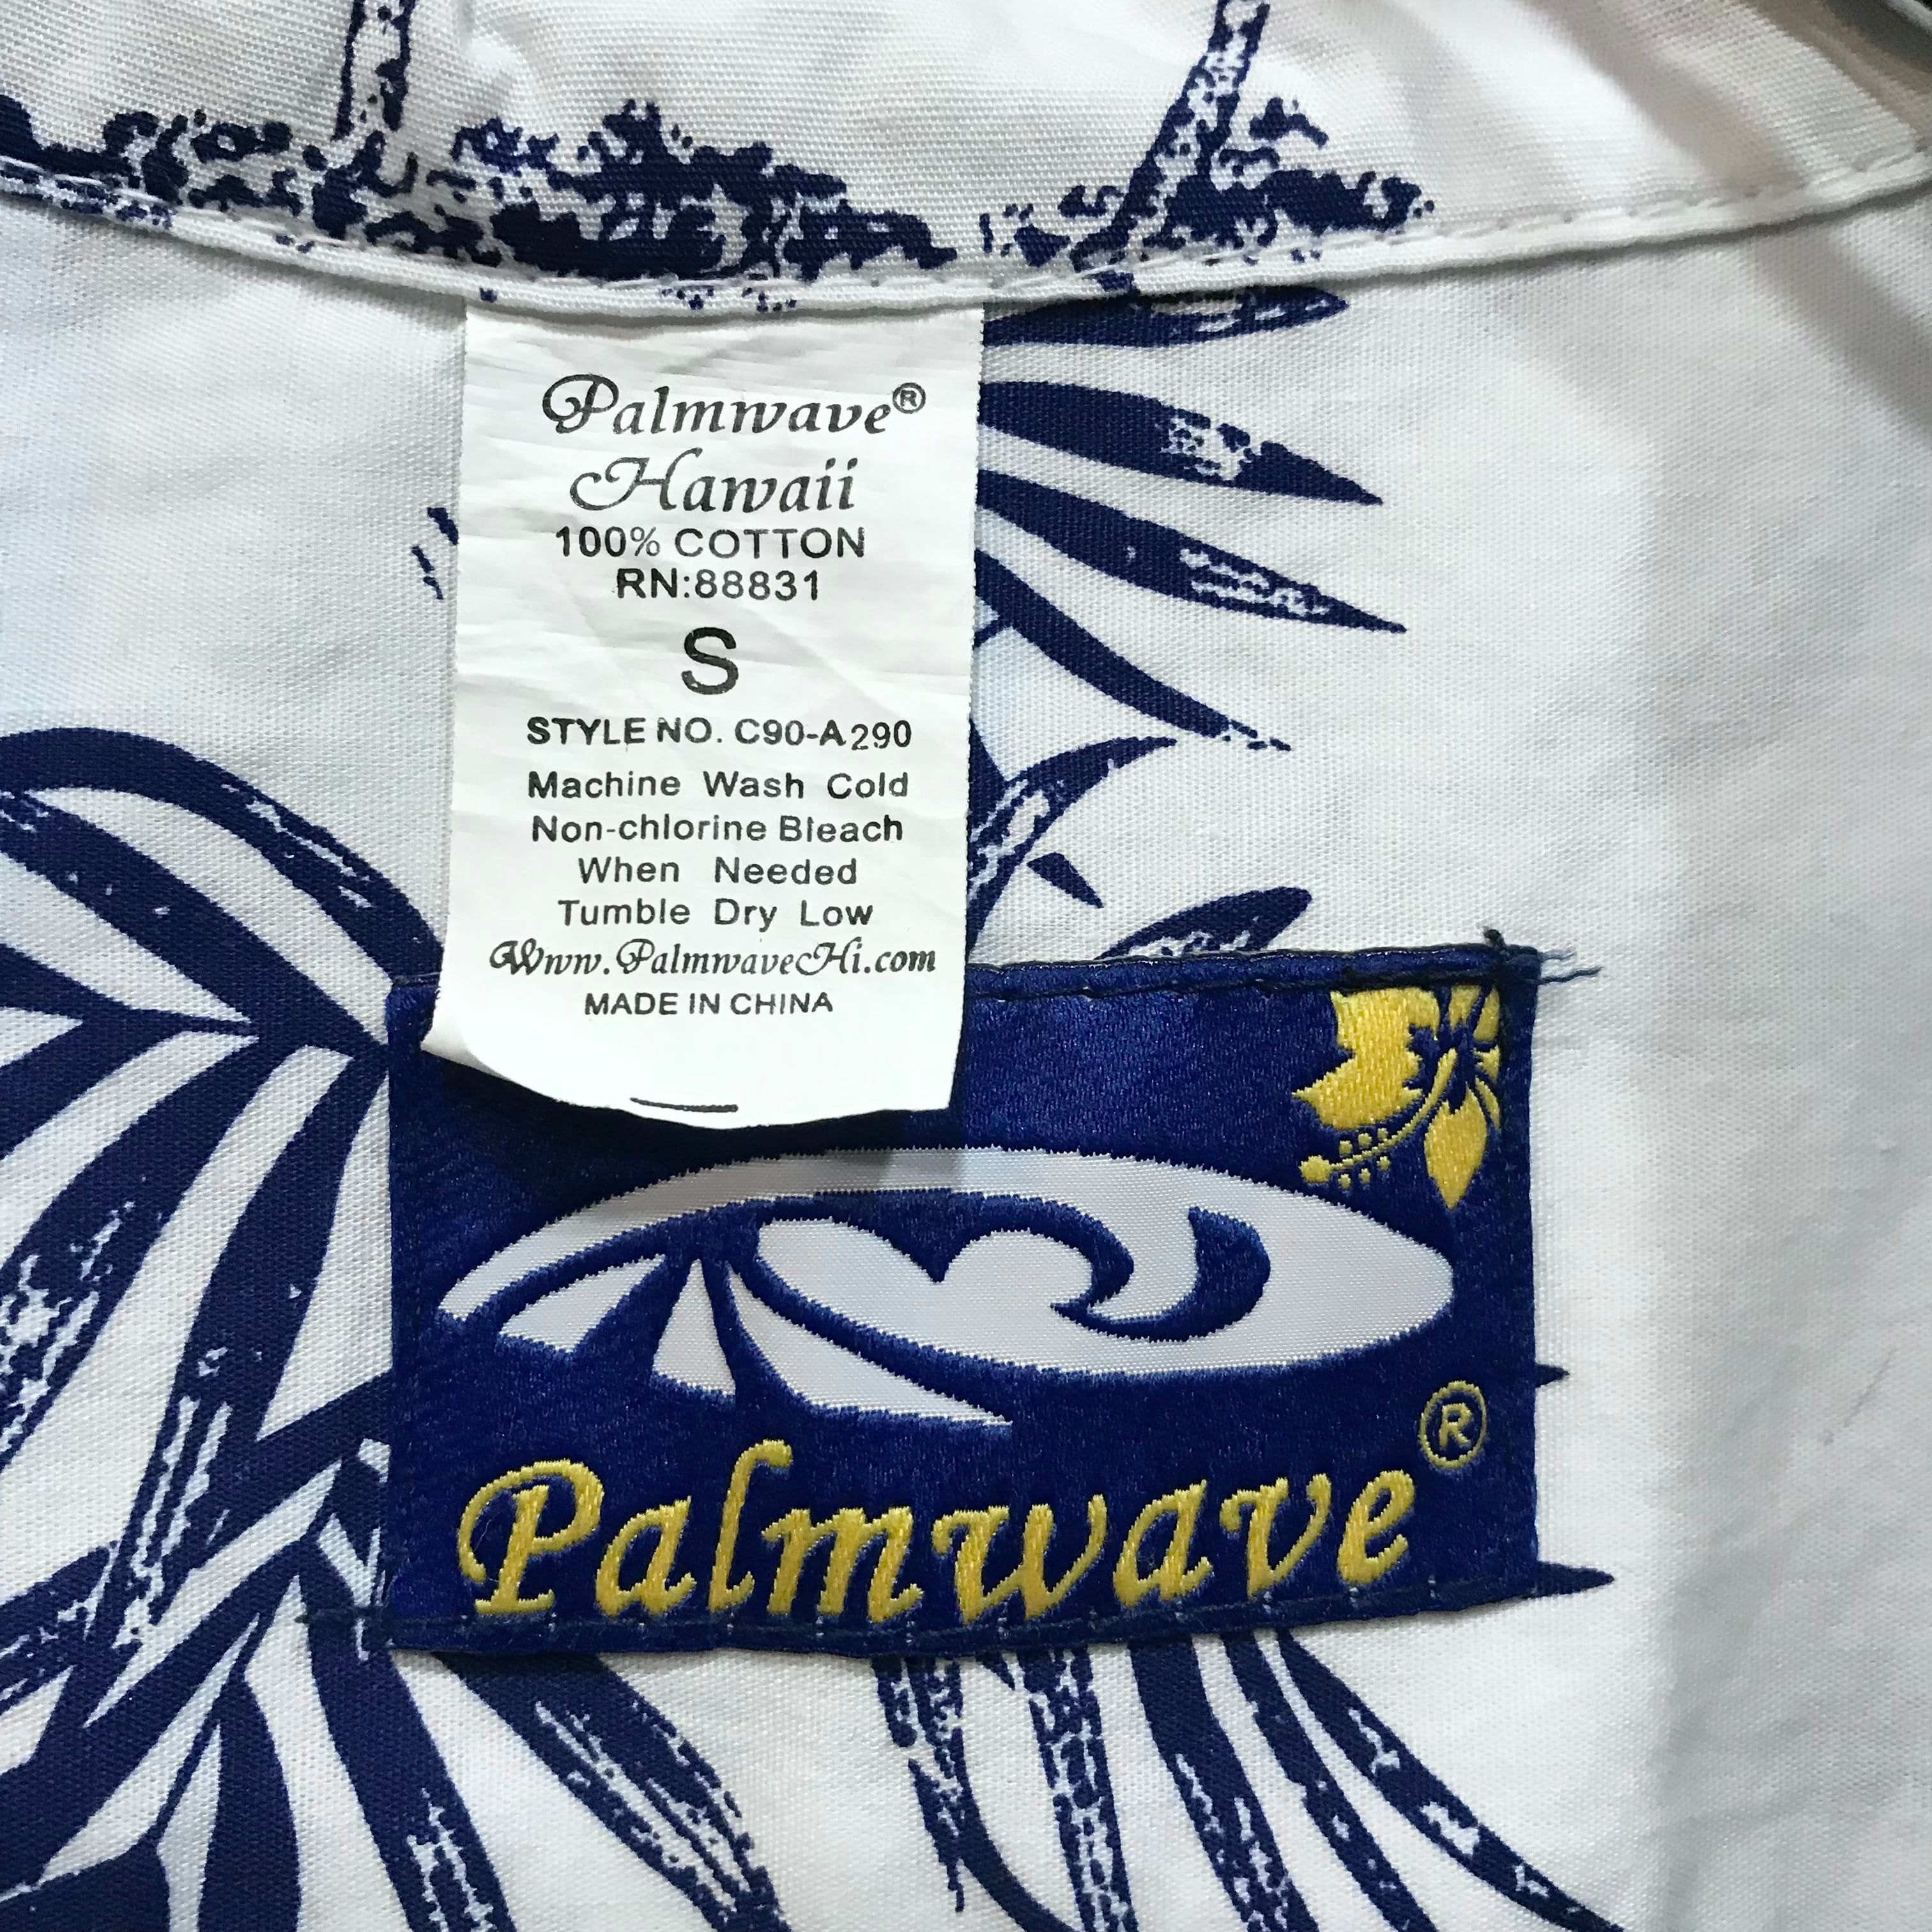 Palmwave®
Hawaii
100% COTTON
RN:88831
S
STYLE NO. C90-A290
Machine Wash Cold
Non-chlorine Bleach
When Needed
Tumble Dry Low
Www.PalmwaveHi.com
MADE IN CHINA
Palmwave®